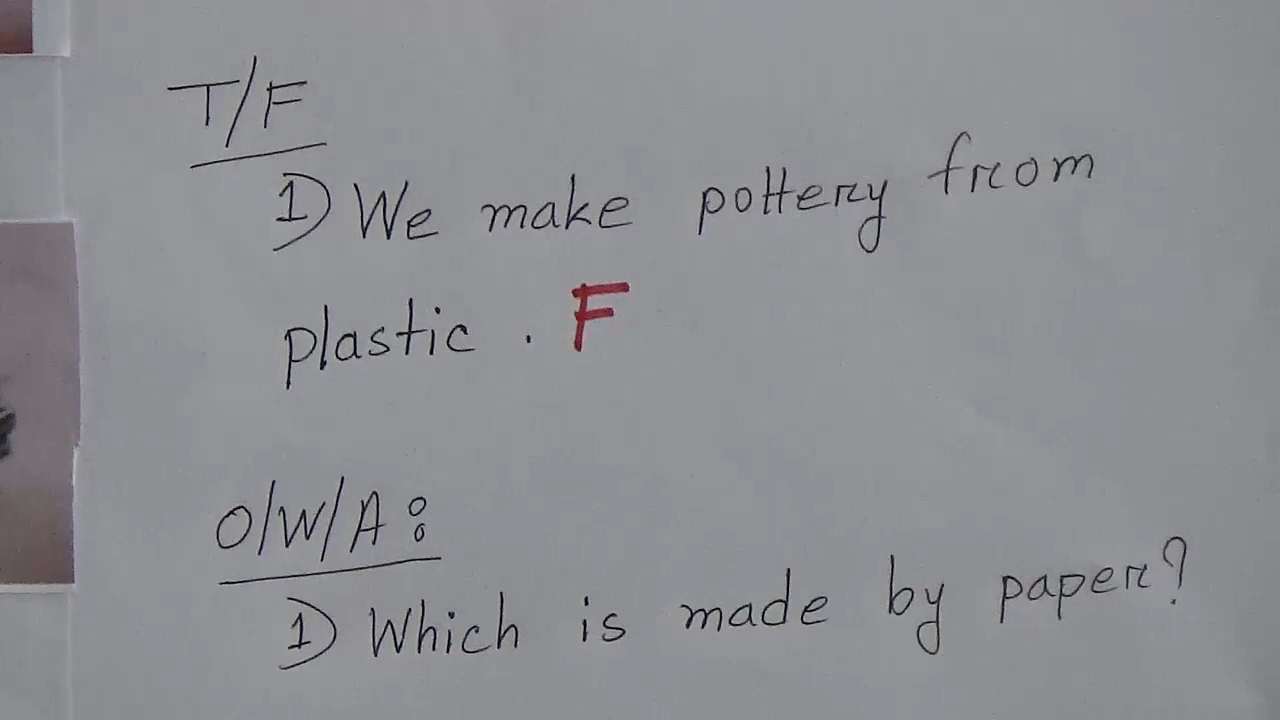 T/F
1) We make pottery from
plastic. F
O/W/A:
1) Which is made by paper?